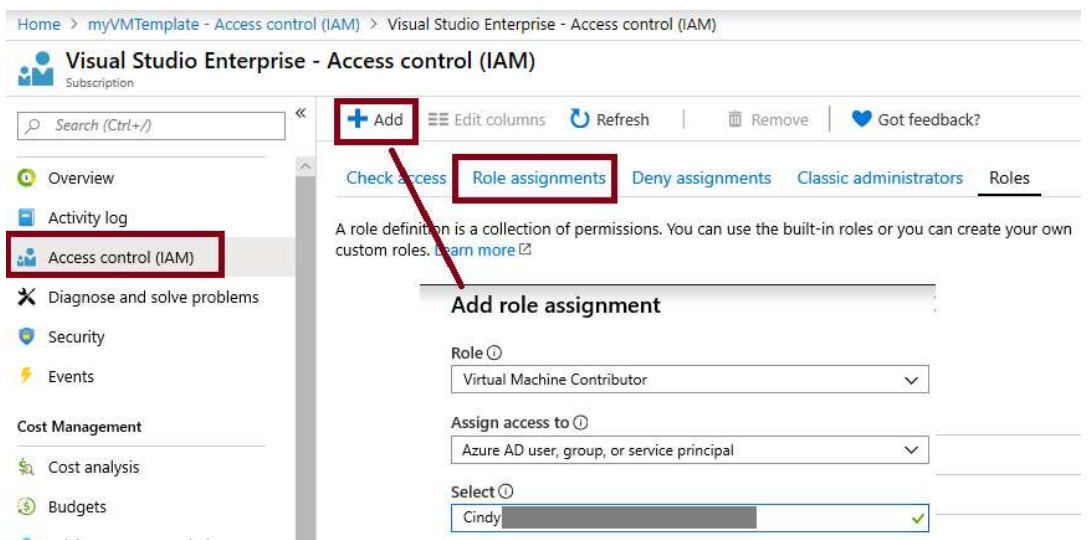 Home > myVMTemplate - Access control (IAM) > Visual Studio Enterprise - Access control (IAM)
Visual Studio Enterprise - Access control (IAM)
Subscription
Search (Ctrl+/)
«
Add
Edit columns
Refresh
Remove
Got feedback?
Overview
Activity log
Access control (IAM)
Diagnose and solve problems
Security
Events
Cost Management
Cost analysis
Budgets
Check access
Role assignments
Deny assignments
Classic administrators
Roles
A role definition is a collection of permissions. You can use the built-in roles or you can create your own
custom roles. Learn more
Add role assignment
Role
Virtual Machine Contributor
Assign access to
Azure AD user, group, or service principal
Select
Cindy